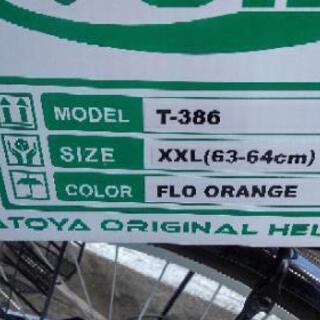 MODEL T-386
SIZE XXL(63-64cm)
COLOR FLO ORANGE
ATOYA ORIGINAL HEL